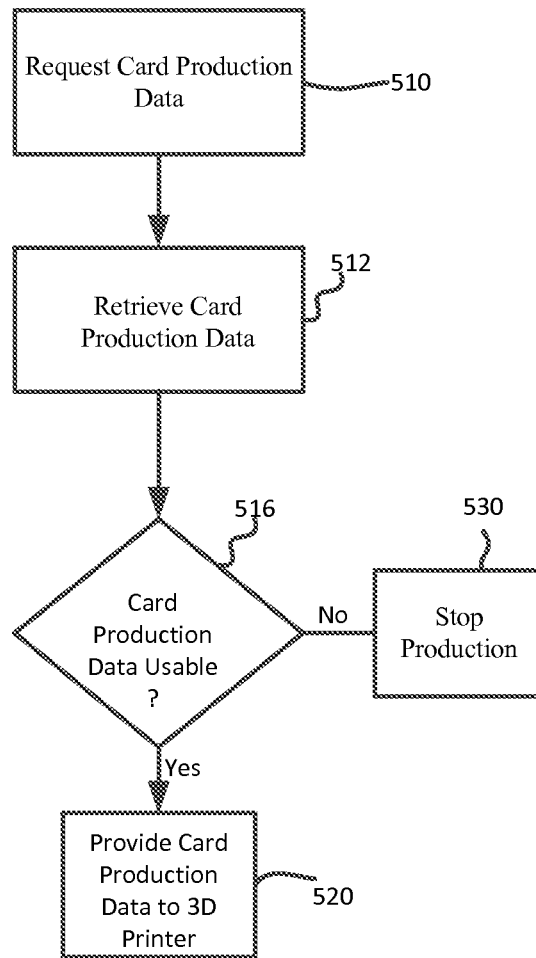 Request Card Production
Data
510
Retrieve Card
Production Data
512
516
530
Card
Production
Data Usable
?
No
Stop
Production
Yes
Provide Card
Production
Data to 3D
Printer
520